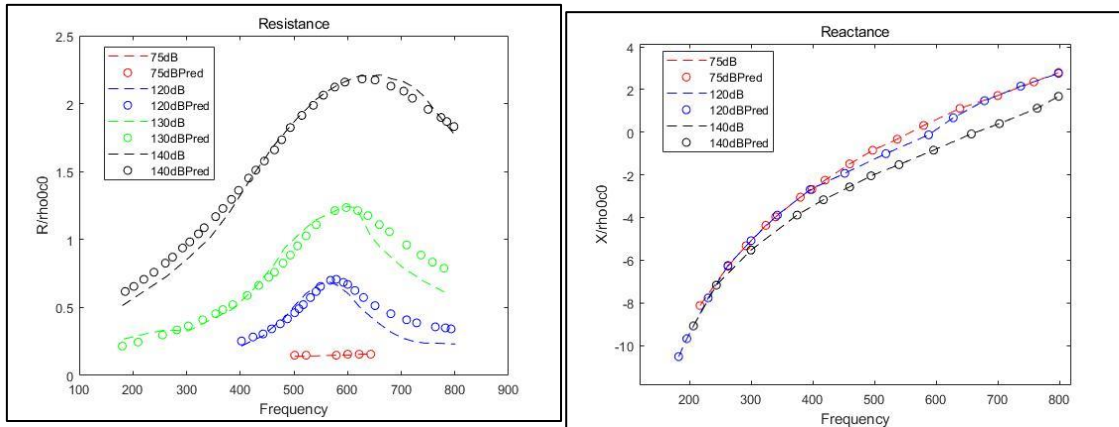 Resistance
2.5
2
1.5
1
0.5
0
R/rho0c0
75dB
75dBPred
120dB
120dBPred
130dB
130dBPred
140dB
140dBPred
100 200 300 400 500 600 700 800 900
Frequency
Reactance
4
2
0
-2
-4
-6
-8
-10
X/rho0c0
75dB
75dBPred
120dB
120dBPred
140dB
140dBPred
200 300 400 500 600 700 800
Frequency